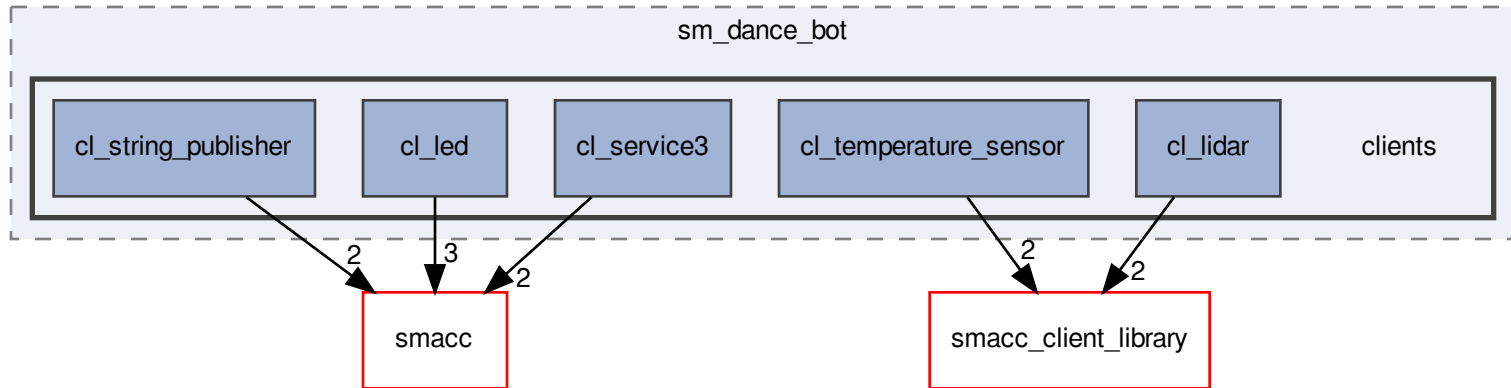 sm_dance_bot
cl_string_publisher
cl_led
cl_service3
cl_temperature_sensor
cl_lidar
clients
2
3
2
2
2
smacc
smacc_client_library